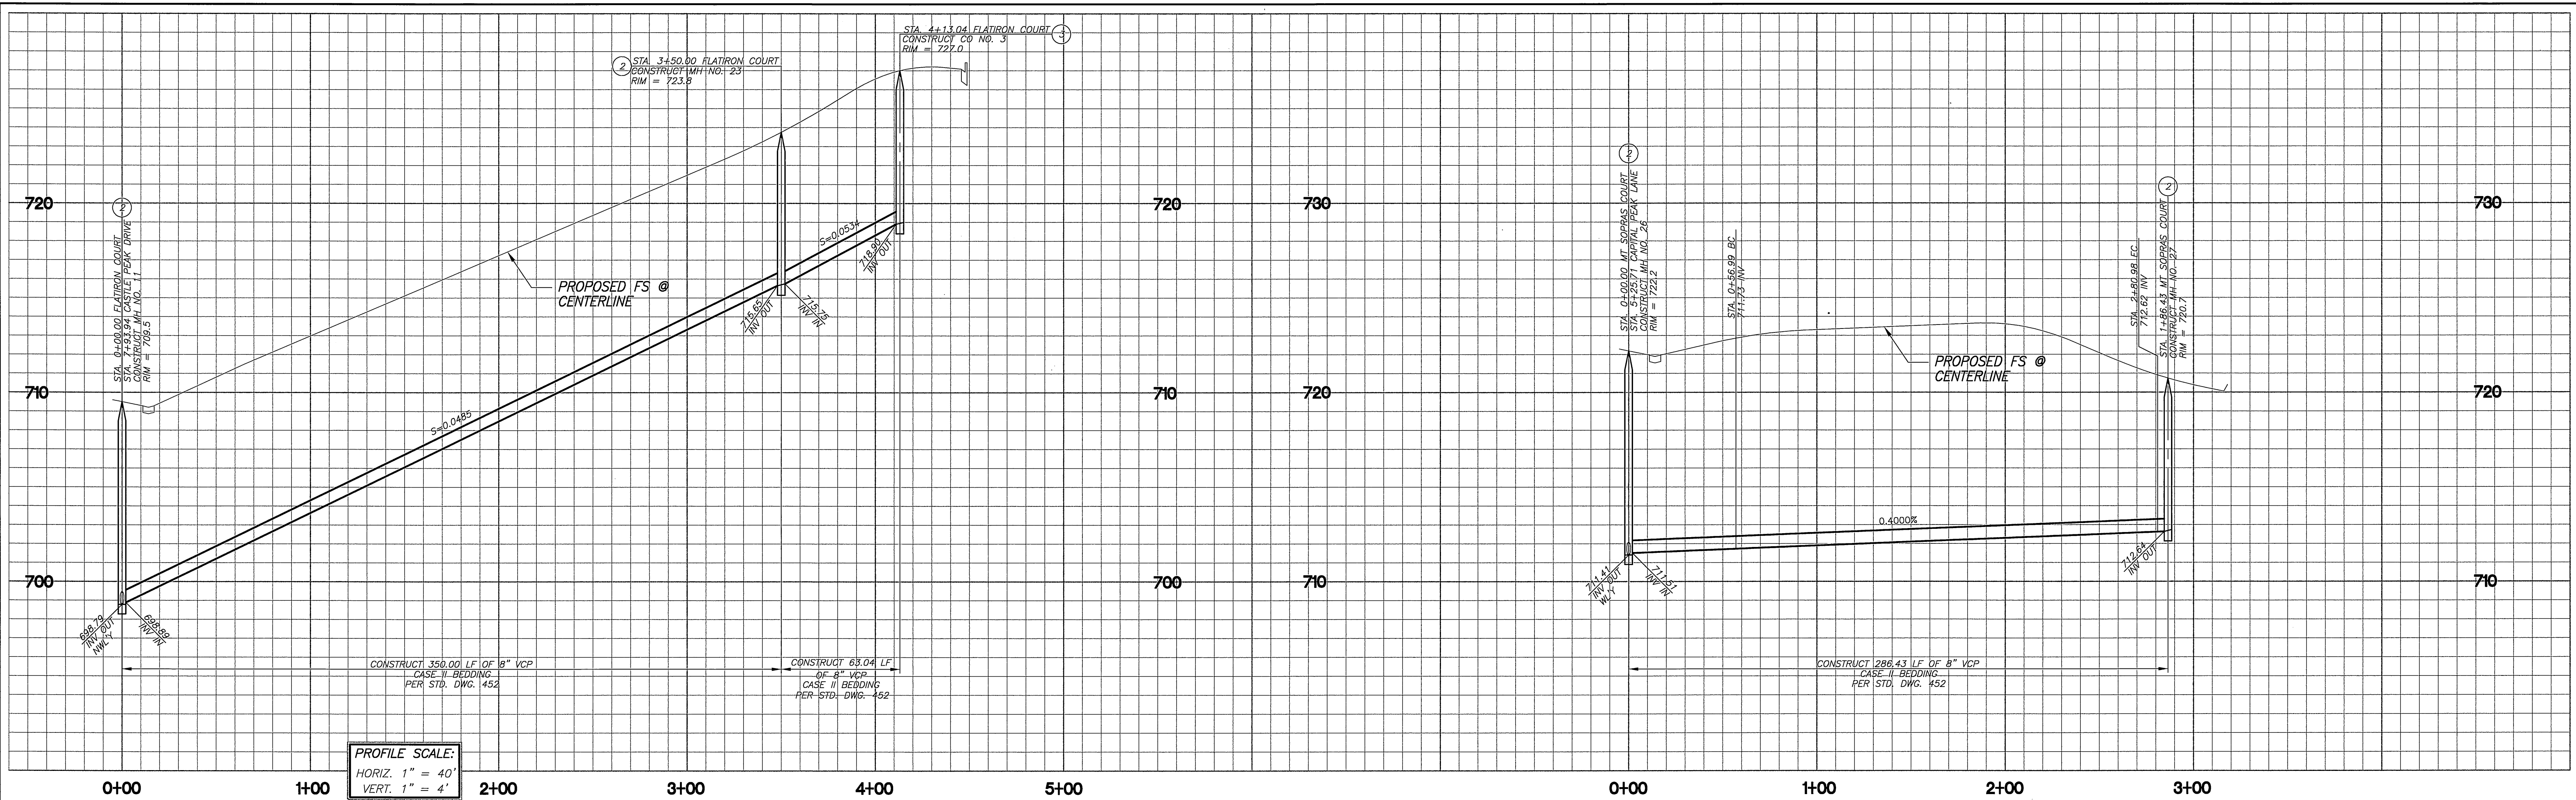 STA. 4+13.04 FLATIRON COURT
CONSTRUCT CO NO. 3
RIM = 727.0
3
2
STA. 3+50.00 FLATIRON COURT
CONSTRUCT MH NO. 23
RIM = 723.8
2
STA. 0+00.00 FLATIRON COURT
STA. 7+93.94 CASTLE PEAK DRIVE
CONSTRUCT MH NO. 11
RIM = 709.5
720
710
700
PROPOSED FS @
CENTERLINE
S=0.0485
S=0.0534
715.65
INV OUT
715.75
INV IN
718.90
INV OUT
698.79
INV OUT
NWL'Y
698.89
INV IN
CONSTRUCT 350.00 LF OF 8" VCP
CASE II BEDDING
PER STD. DWG. 452
CONSTRUCT 63.04 LF
OF 8" VCP
CASE II BEDDING
PER STD. DWG. 452
720
710
700
PROFILE SCALE:
HORIZ. 1" = 40'
VERT. 1" = 4'
0+00
1+00
2+00
3+00
4+00
5+00
730
720
710
2
STA. 0+00.00 MT SOPRAS COURT
STA. 5+25.71 CAPITAL PEAK LANE
CONSTRUCT MH NO. 26
RIM = 722.2
STA. 0+56.99 BC
711.73 INV
PROPOSED FS @
CENTERLINE
STA. 2+80.98 EC
712.62 INV
2
STA. 1+86.43 MT SOPRAS COURT
CONSTRUCT MH NO. 27
RIM = 720.7
0.4000%
711.41
INV OUT
WL'Y
711.51
INV IN
712.64
INV OUT
CONSTRUCT 286.43 LF OF 8" VCP
CASE II BEDDING
PER STD. DWG. 452
730
720
710
0+00
1+00
2+00
3+00